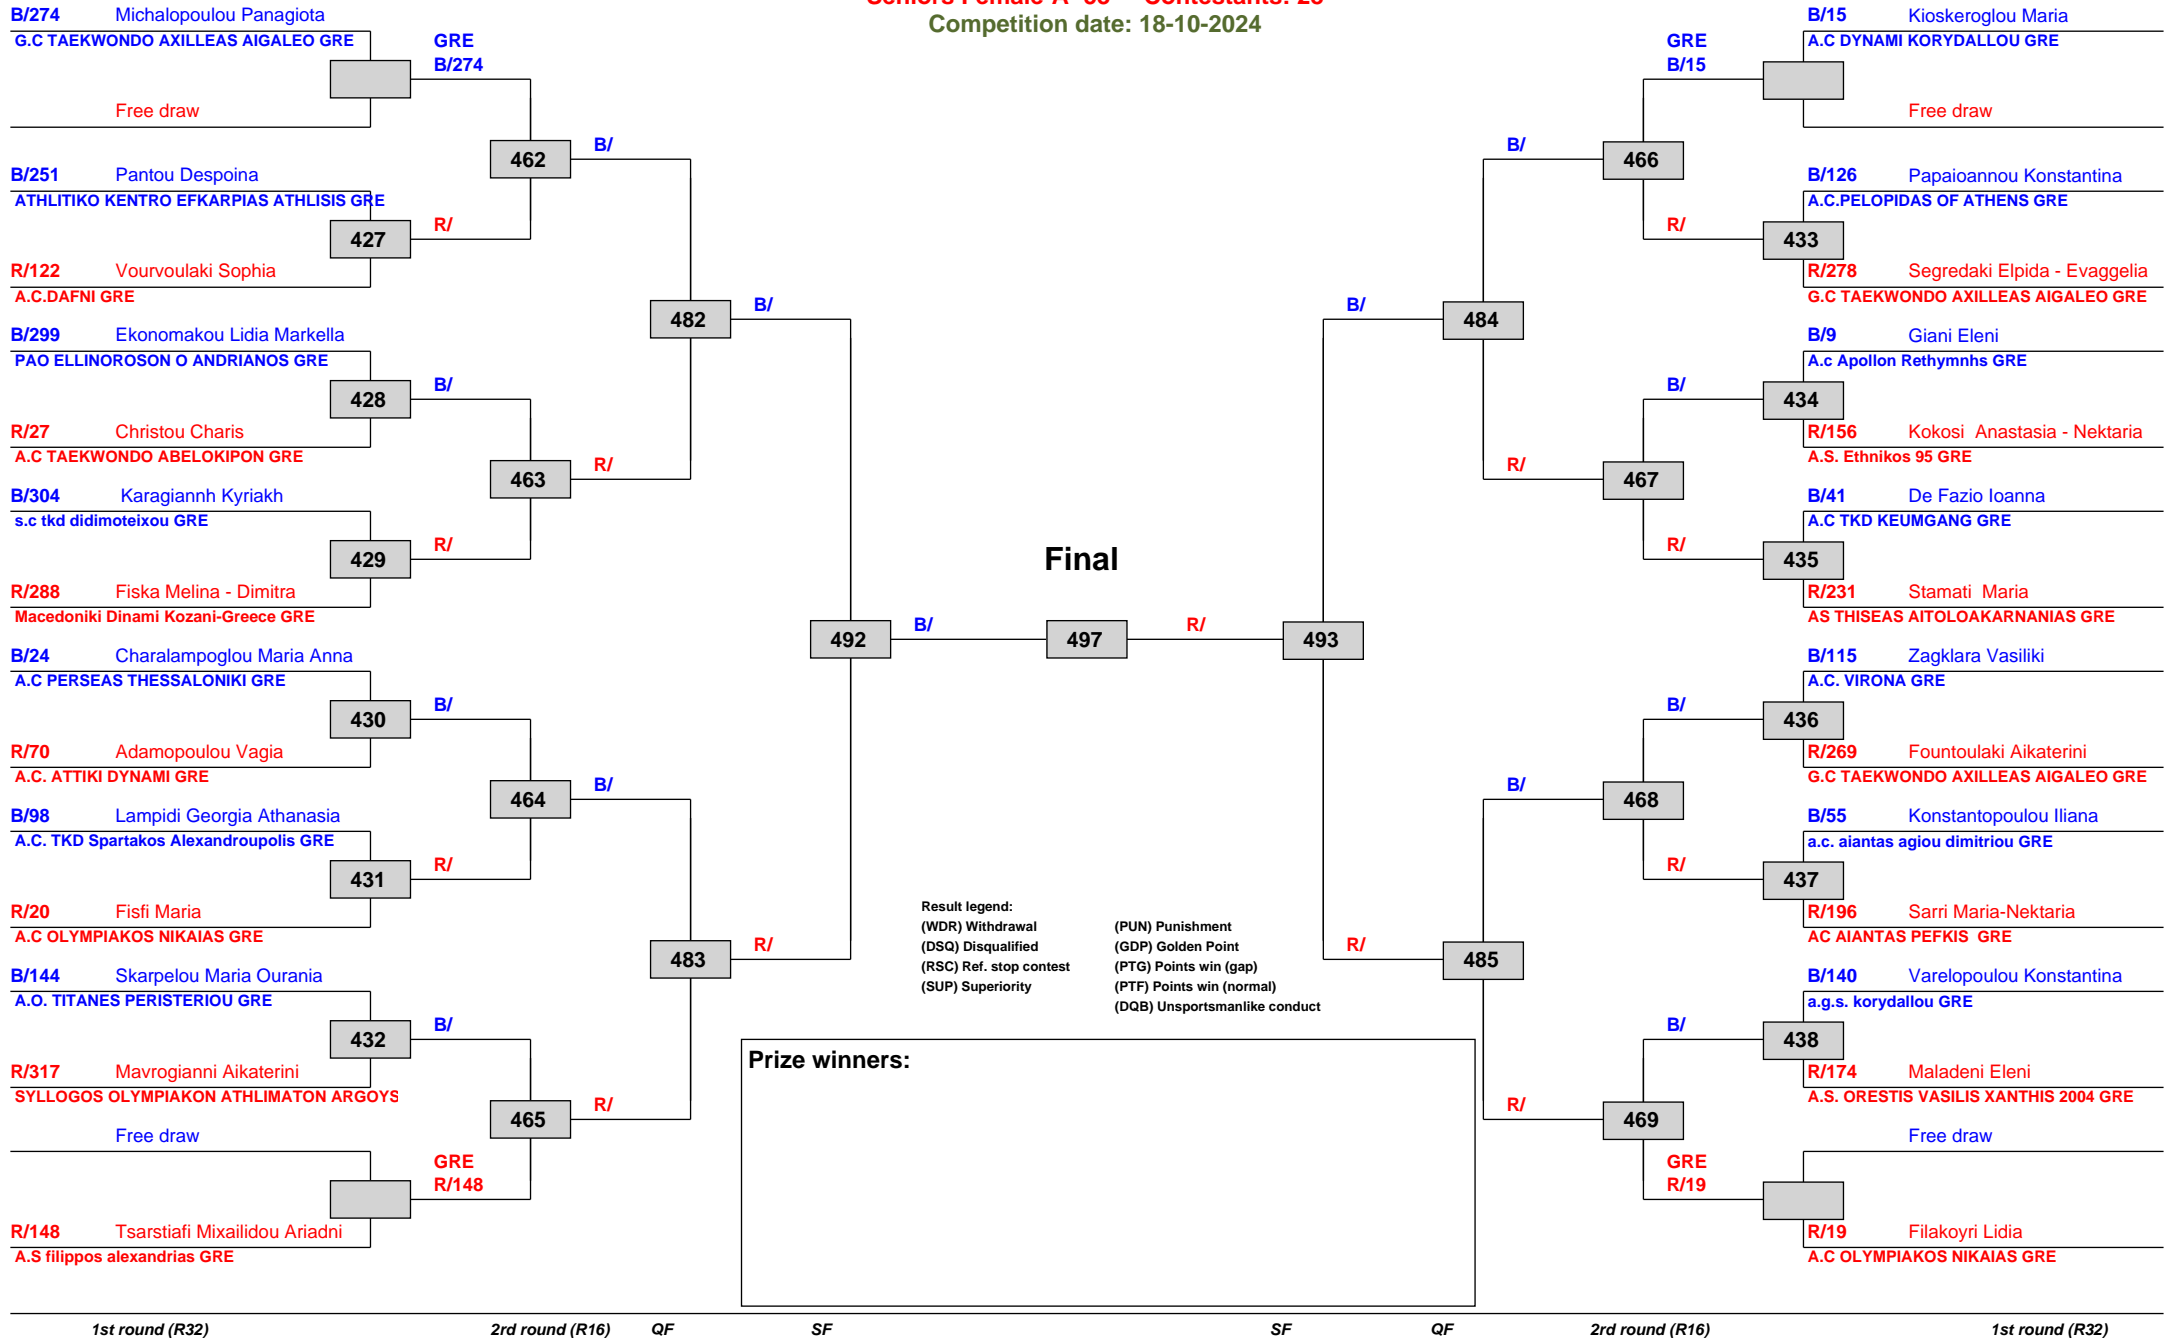 Seniors Female A -53 Contestants: 28
Competition date: 18-10-2024
B/274 Michalopoulou Panagiota
G.C TAEKWONDO AXILLEAS AIGALEO GRE
GRE
B/274
Free draw
462
B/
B/251 Pantou Despoina
ATHLITIKO KENTRO EFKARPIAS ATHLISIS GRE
427
R/
R/122 Vourvoulaki Sophia
A.C.DAFNI GRE
482
B/
B/299 Ekonomakou Lidia Markella
PAO ELLINOROSON O ANDRIANOS GRE
428
B/
R/27 Christou Charis
A.C TAEKWONDO ABELOKIPON GRE
463
R/
B/304 Karagiannh Kyriakh
s.c tkd didimoteixou GRE
429
R/
R/288 Fiska Melina - Dimitra
Macedoniki Dinami Kozani-Greece GRE
492
B/
B/24 Charalampoglou Maria Anna
A.C PERSEAS THESSALONIKI GRE
430
B/
R/70 Adamopoulou Vagia
A.C. ATTIKI DYNAMI GRE
464
B/
B/98 Lampidi Georgia Athanasia
A.C. TKD Spartakos Alexandroupolis GRE
431
R/
R/20 Fisfi Maria
A.C OLYMPIAKOS NIKAIAS GRE
483
R/
B/144 Skarpelou Maria Ourania
A.O. TITANES PERISTERIOU GRE
432
B/
R/317 Mavrogianni Aikaterini
SYLLOGOS OLYMPIAKON ATHLIMATON ARGOYS
465
R/
Free draw
GRE
R/148
R/148 Tsarstiafi Mixailidou Ariadni
A.S filippos alexandrias GRE
Final
497
R/
493
B/15 Kioskeroglou Maria
A.C DYNAMI KORYDALLOU GRE
GRE
B/15
Free draw
B/
466
B/126 Papaioannou Konstantina
A.C.PELOPIDAS OF ATHENS GRE
R/
433
R/278 Segredaki Elpida - Evaggelia
G.C TAEKWONDO AXILLEAS AIGALEO GRE
B/
484
B/9 Giani Eleni
A.c Apollon Rethymnhs GRE
B/
434
R/156 Kokosi Anastasia - Nektaria
A.S. Ethnikos 95 GRE
R/
467
B/41 De Fazio Ioanna
A.C TKD KEUMGANG GRE
R/
435
R/231 Stamati Maria
AS THISEAS AITOLOAKARNANIAS GRE
B/115 Zagklara Vasiliki
A.C. VIRONA GRE
B/
436
R/269 Fountoulaki Aikaterini
G.C TAEKWONDO AXILLEAS AIGALEO GRE
B/
468
B/55 Konstantopoulou Iliana
a.c. aiantas agiou dimitriou GRE
R/
437
R/196 Sarri Maria-Nektaria
AC AIANTAS PEFKIS GRE
R/
485
B/140 Varelopoulou Konstantina
a.g.s. korydallou GRE
B/
438
R/174 Maladeni Eleni
A.S. ORESTIS VASILIS XANTHIS 2004 GRE
R/
469
Free draw
GRE
R/19
R/19 Filakoyri Lidia
A.C OLYMPIAKOS NIKAIAS GRE
Result legend:
(WDR) Withdrawal (PUN) Punishment
(DSQ) Disqualified (GDP) Golden Point
(RSC) Ref. stop contest (PTG) Points win (gap)
(SUP) Superiority (PTF) Points win (normal)
(DQB) Unsportsmanlike conduct
Prize winners:
1st round (R32) 2rd round (R16) QF SF SF QF 2rd round (R16) 1st round (R32)